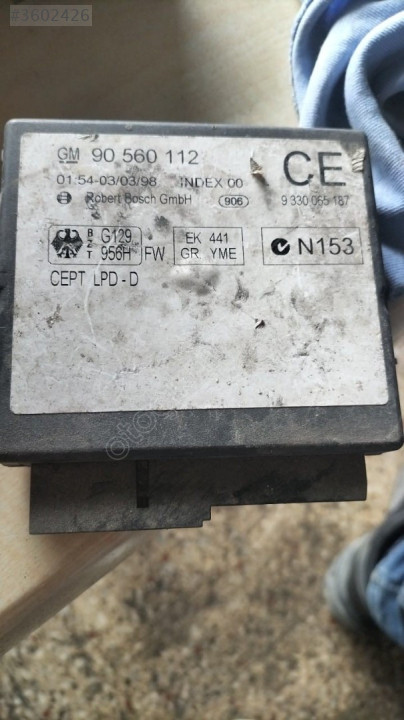 #3602426
GM 90 560 112
CE
01:54-03/03/98 INDEX 00
Robert Bosch GmbH 906 9 330 065 187
BZT G129 956H FW
EK 441
GR. YME
N153
CEPT LPD-D